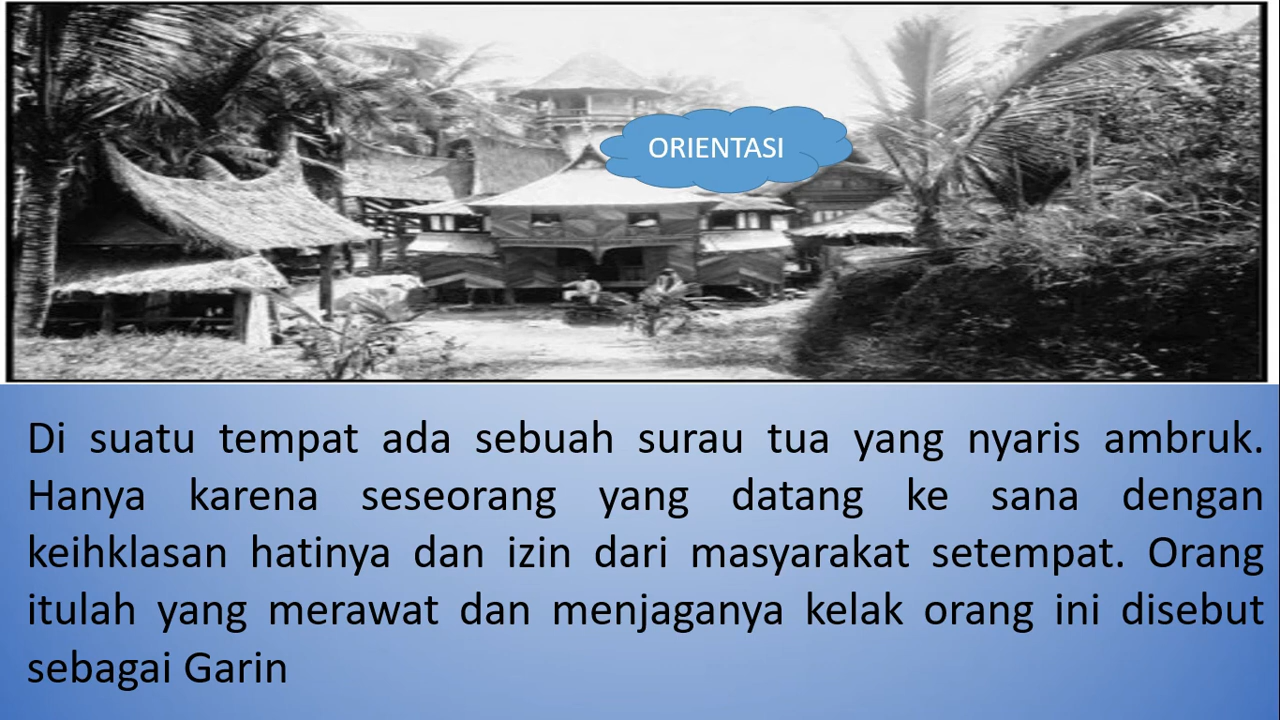 ORIENTASI
Di suatu tempat ada sebuah surau tua yang nyaris ambruk.
Hanya karena seseorang yang datang ke sana dengan
keihklasan hatinya dan izin dari masyarakat setempat. Orang
itulah yang merawat dan menjaganya kelak orang ini disebut
sebagai Garin